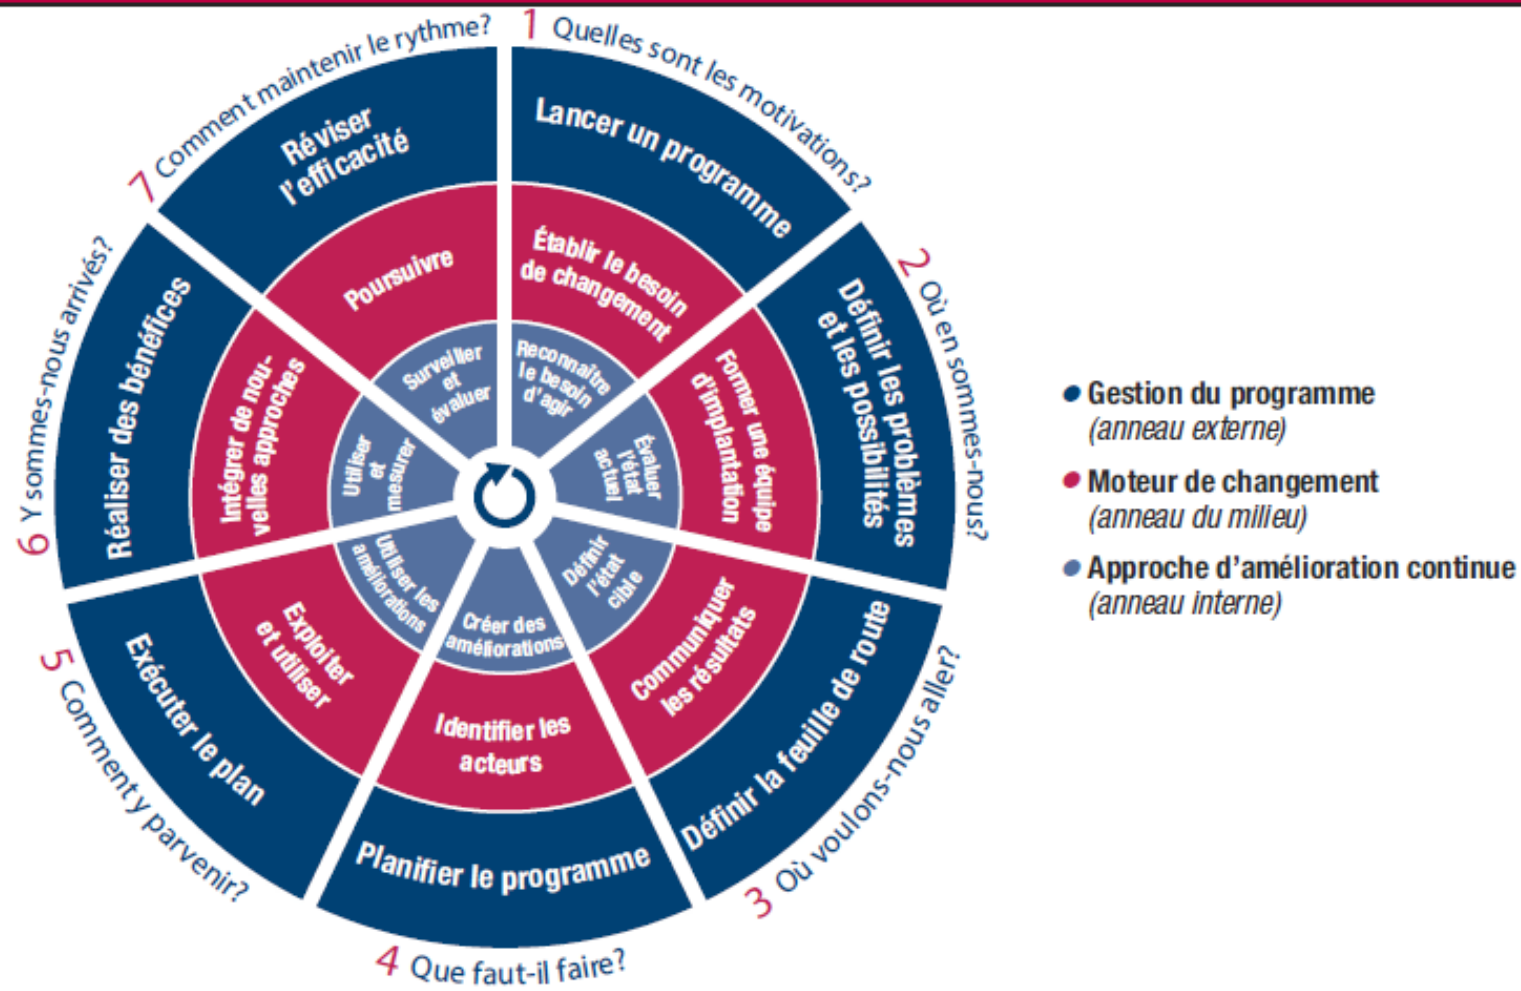 1 Quelles sont les motivations?
Lancer un programme
Établir le besoin
de changement
Reconnaître
le besoin
d'agir
2 Où en sommes-nous?
Définir les problèmes
et les possibilités
Former une équipe
d'implantation
Évaluer
l'état
actuel
3 Où voulons-nous aller?
Définir la feuille de route
Communiquer
les résultats
Définir
l'état
cible
4 Que faut-il faire?
Planifier le programme
Identifier les
acteurs
Créer des
améliorations
5 Comment y parvenir?
Exécuter le plan
Exploiter
et utiliser
Utiliser les
améliorations
6 Y sommes-nous arrivés?
Réaliser des bénéfices
Intégrer de nou-
velles approches
Utiliser
et
mesurer
7 Comment maintenir le rythme?
Réviser
l'efficacité
Poursuivre
Surveiller
et
évaluer
Gestion du programme
(anneau externe)
Moteur de changement
(anneau du milieu)
Approche d'amélioration continue
(anneau interne)